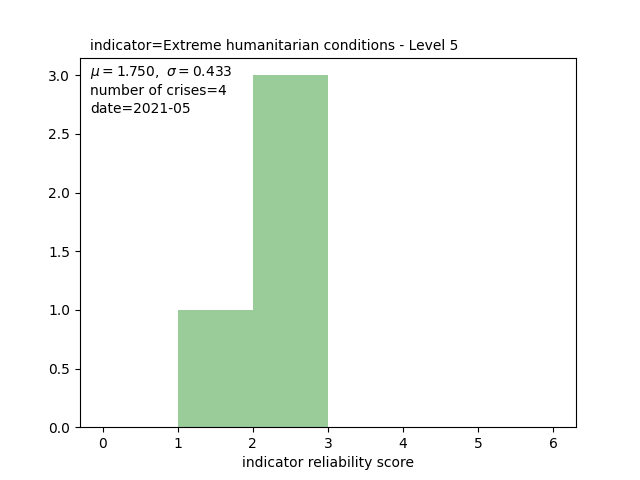 indicator=Extreme humanitarian conditions - Level 5
μ = 1.750, σ = 0.433
number of crises=4
date=2021-05
3.0
2.5
2.0
1.5
1.0
0.5
0.0
0 1 2 3 4 5 6
indicator reliability score